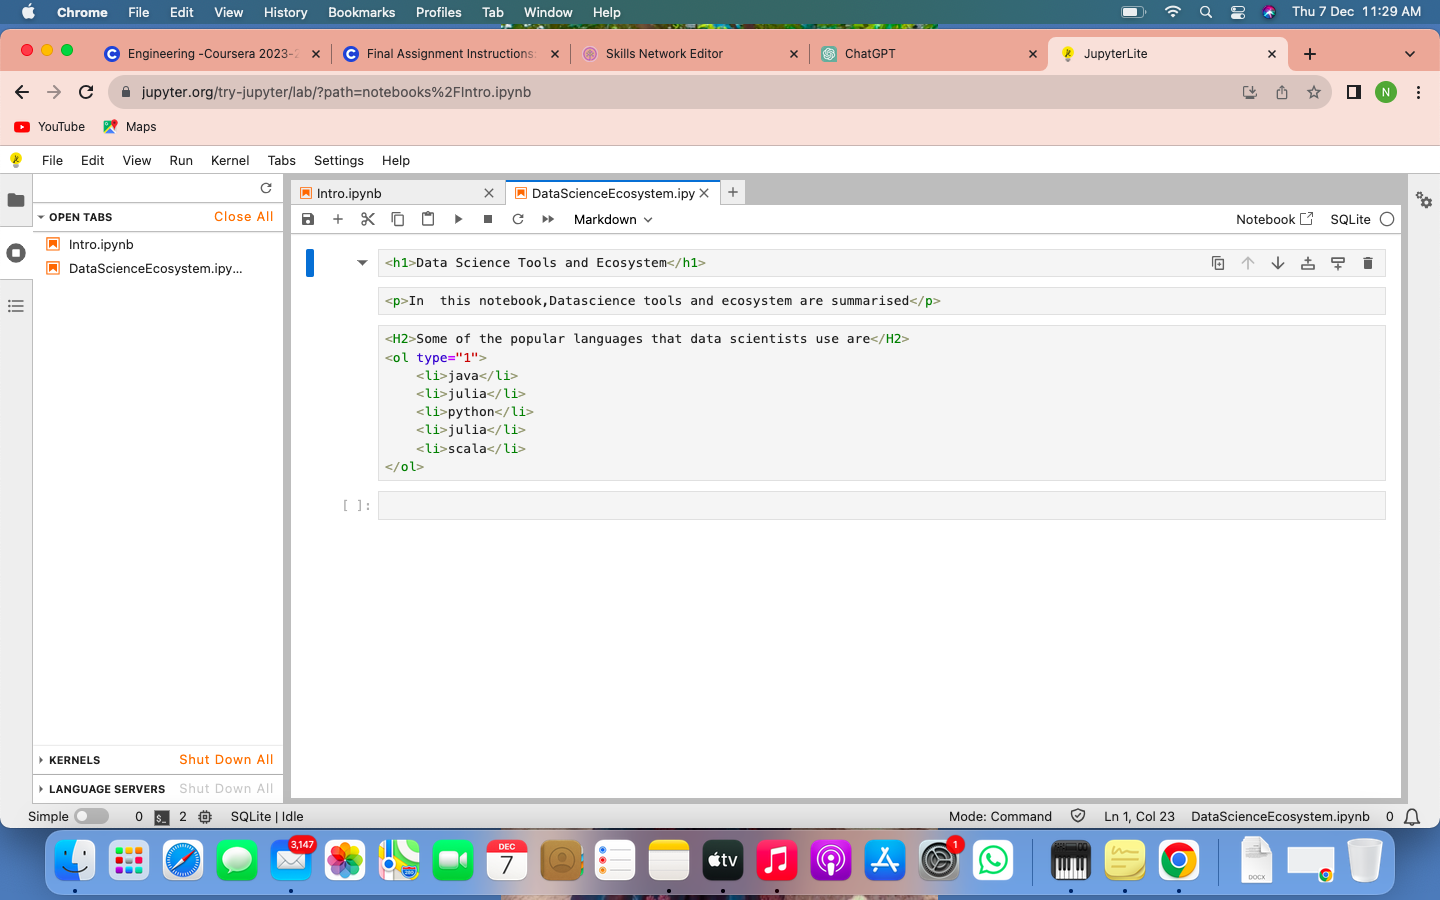 Chrome File Edit View History Bookmarks Profiles Tab Window Help Thu 7 Dec 11:29 AM
Engineering -Coursera 2023-2 Final Assignment Instructions: Skills Network Editor ChatGPT JupyterLite
jupyter.org/try-jupyter/lab/?path=notebooks%2FIntro.ipynb N
YouTube Maps
File Edit View Run Kernel Tabs Settings Help
Intro.ipynb DataScienceEcosystem.ipy
OPEN TABS Close All
Markdown Notebook SQLite
Intro.ipynb
DataScienceEcosystem.ipy...
<h1>Data Science Tools and Ecosystem</h1>
<p>In  this notebook,Datascience tools and ecosystem are summarised</p>
<H2>Some of the popular languages that data scientists use are</H2>
<ol type="1">
    <li>java</li>
    <li>julia</li>
    <li>python</li>
    <li>julia</li>
    <li>scala</li>
</ol>
[ ]:
KERNELS Shut Down All
LANGUAGE SERVERS Shut Down All
Simple 0 $_ 2 SQLite | Idle Mode: Command Ln 1, Col 23 DataScienceEcosystem.ipynb 0
3,147 280 DEC 7 tv 1 DOCX